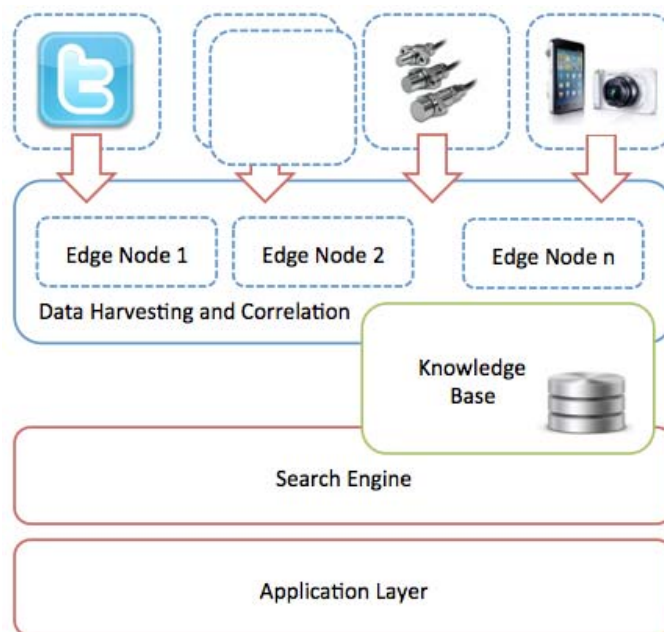 Edge Node 1
Edge Node 2
Edge Node n
Data Harvesting and Correlation
Knowledge
Base
Search Engine
Application Layer